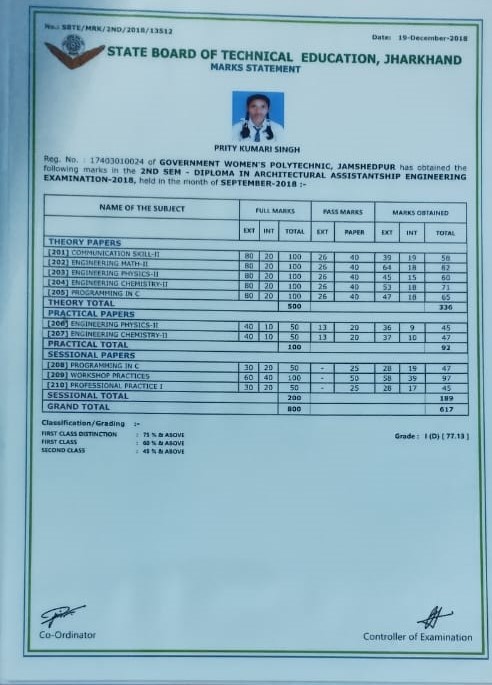 No.: SBTE/MRK/2ND/2018/13512
Date: 19-December-2018
STATE BOARD OF TECHNICAL EDUCATION, JHARKHAND
MARKS STATEMENT
PRITY KUMARI SINGH
Reg. No. : 17403010024 of GOVERNMENT WOMEN'S POLYTECHNIC, JAMSHEDPUR has obtained the
following marks in the 2ND SEM - DIPLOMA IN ARCHITECTURAL ASSISTANTSHIP ENGINEERING
EXAMINATION-2018, held in the month of SEPTEMBER-2018 :-
NAME OF THE SUBJECT FULL MARKS PASS MARKS MARKS OBTAINED
EXT INT TOTAL EXT PAPER EXT INT TOTAL
THEORY PAPERS
[201] COMMUNICATION SKILL-II 80 20 100 26 40 39 19 58
[202] ENGINEERING MATH-II 80 20 100 26 40 64 18 82
[203] ENGINEERING PHYSICS-II 80 20 100 26 40 45 15 60
[204] ENGINEERING CHEMISTRY-II 80 20 100 26 40 53 18 71
[205] PROGRAMMING IN C 80 20 100 26 40 47 18 65
THEORY TOTAL 500 336
PRACTICAL PAPERS
[206] ENGINEERING PHYSICS-II 40 10 50 13 20 36 9 45
[207] ENGINEERING CHEMISTRY-II 40 10 50 13 20 37 10 47
PRACTICAL TOTAL 100 92
SESSIONAL PAPERS
[208] PROGRAMMING IN C 30 20 50 - 25 28 19 47
[209] WORKSHOP PRACTICES 60 40 100 - 50 58 39 97
[210] PROFESSIONAL PRACTICE I 30 20 50 - 25 28 17 45
SESSIONAL TOTAL 200 189
GRAND TOTAL 800 617
Classification/Grading :-
FIRST CLASS DISTINCTION : 75 % & ABOVE
FIRST CLASS : 60 % & ABOVE
SECOND CLASS : 45 % & ABOVE
Grade : I (D) [ 77.13 ]
Co-Ordinator
Controller of Examination